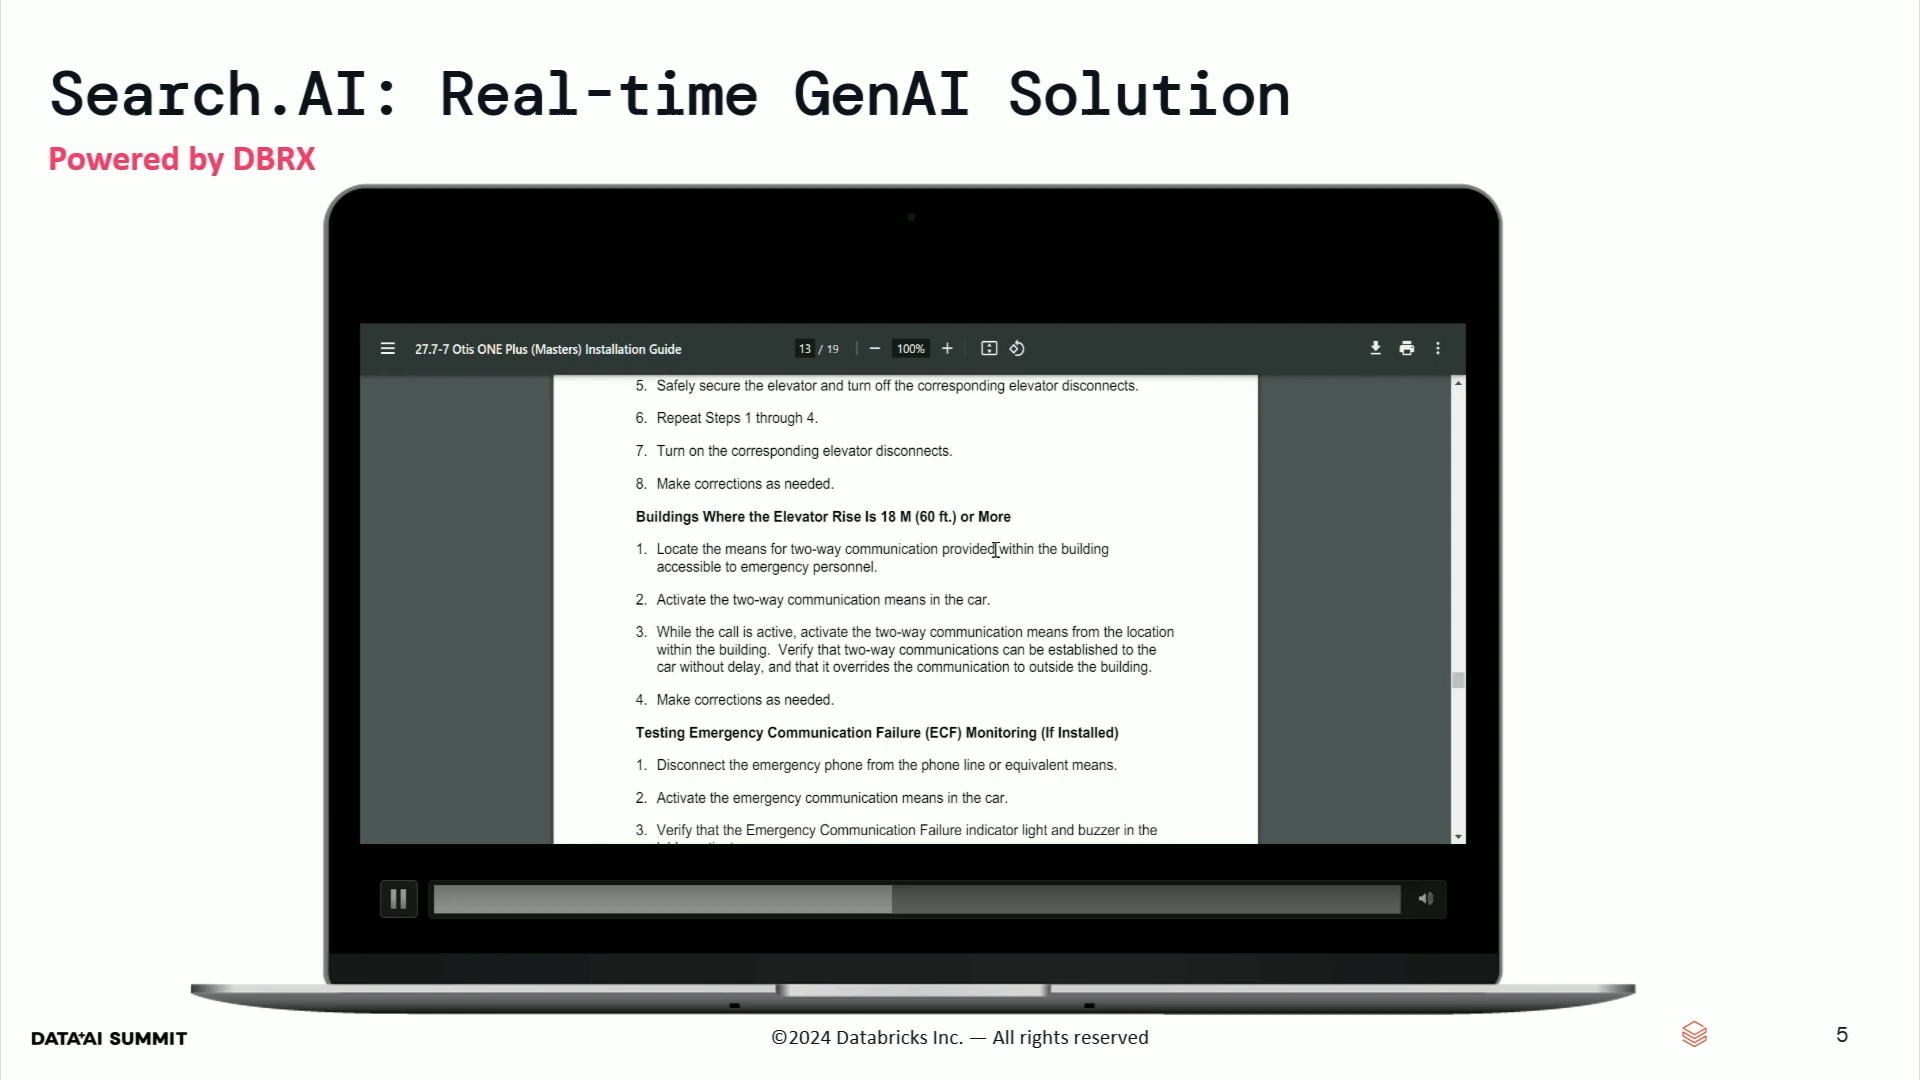 Search.AI: Real-time GenAI Solution
Powered by DBRX
27.7-7 Otis ONE Plus (Masters) Installation Guide
13 / 19
100%
5. Safely secure the elevator and turn off the corresponding elevator disconnects.
6. Repeat Steps 1 through 4.
7. Turn on the corresponding elevator disconnects.
8. Make corrections as needed.
Buildings Where the Elevator Rise Is 18 M (60 ft.) or More
1. Locate the means for two-way communication provided within the building
accessible to emergency personnel.
2. Activate the two-way communication means in the car.
3. While the call is active, activate the two-way communication means from the location
within the building. Verify that two-way communications can be established to the
car without delay, and that it overrides the communication to outside the building.
4. Make corrections as needed.
Testing Emergency Communication Failure (ECF) Monitoring (If Installed)
1. Disconnect the emergency phone from the phone line or equivalent means.
2. Activate the emergency communication means in the car.
3. Verify that the Emergency Communication Failure indicator light and buzzer in the
DATA+AI SUMMIT
©2024 Databricks Inc. — All rights reserved
5